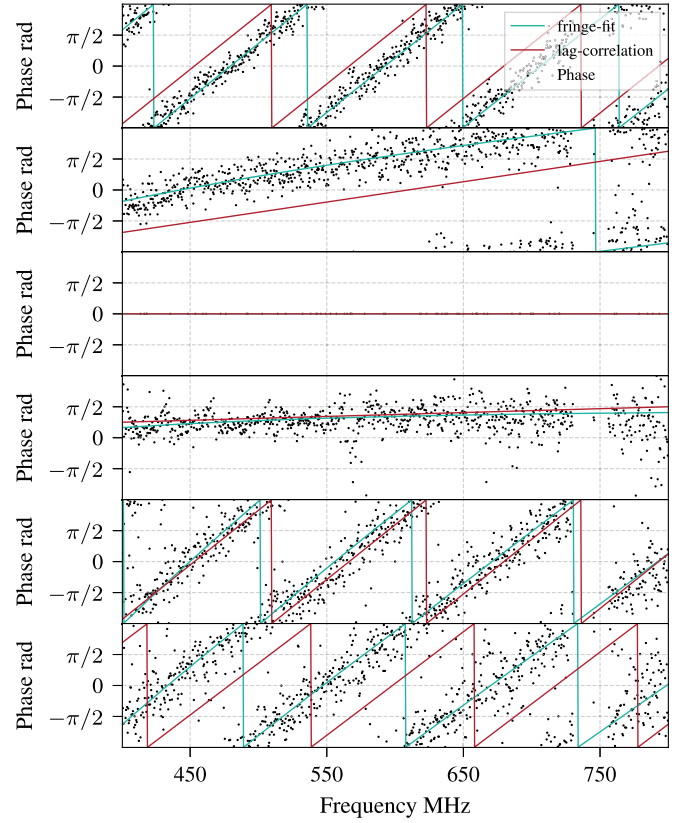 Phase rad
π/2
0
−π/2
fringe-fit
lag-correlation
Phase
Phase rad
π/2
0
−π/2
Phase rad
π/2
0
−π/2
Phase rad
π/2
0
−π/2
Phase rad
π/2
0
−π/2
Phase rad
π/2
0
−π/2
450 550 650 750
Frequency MHz